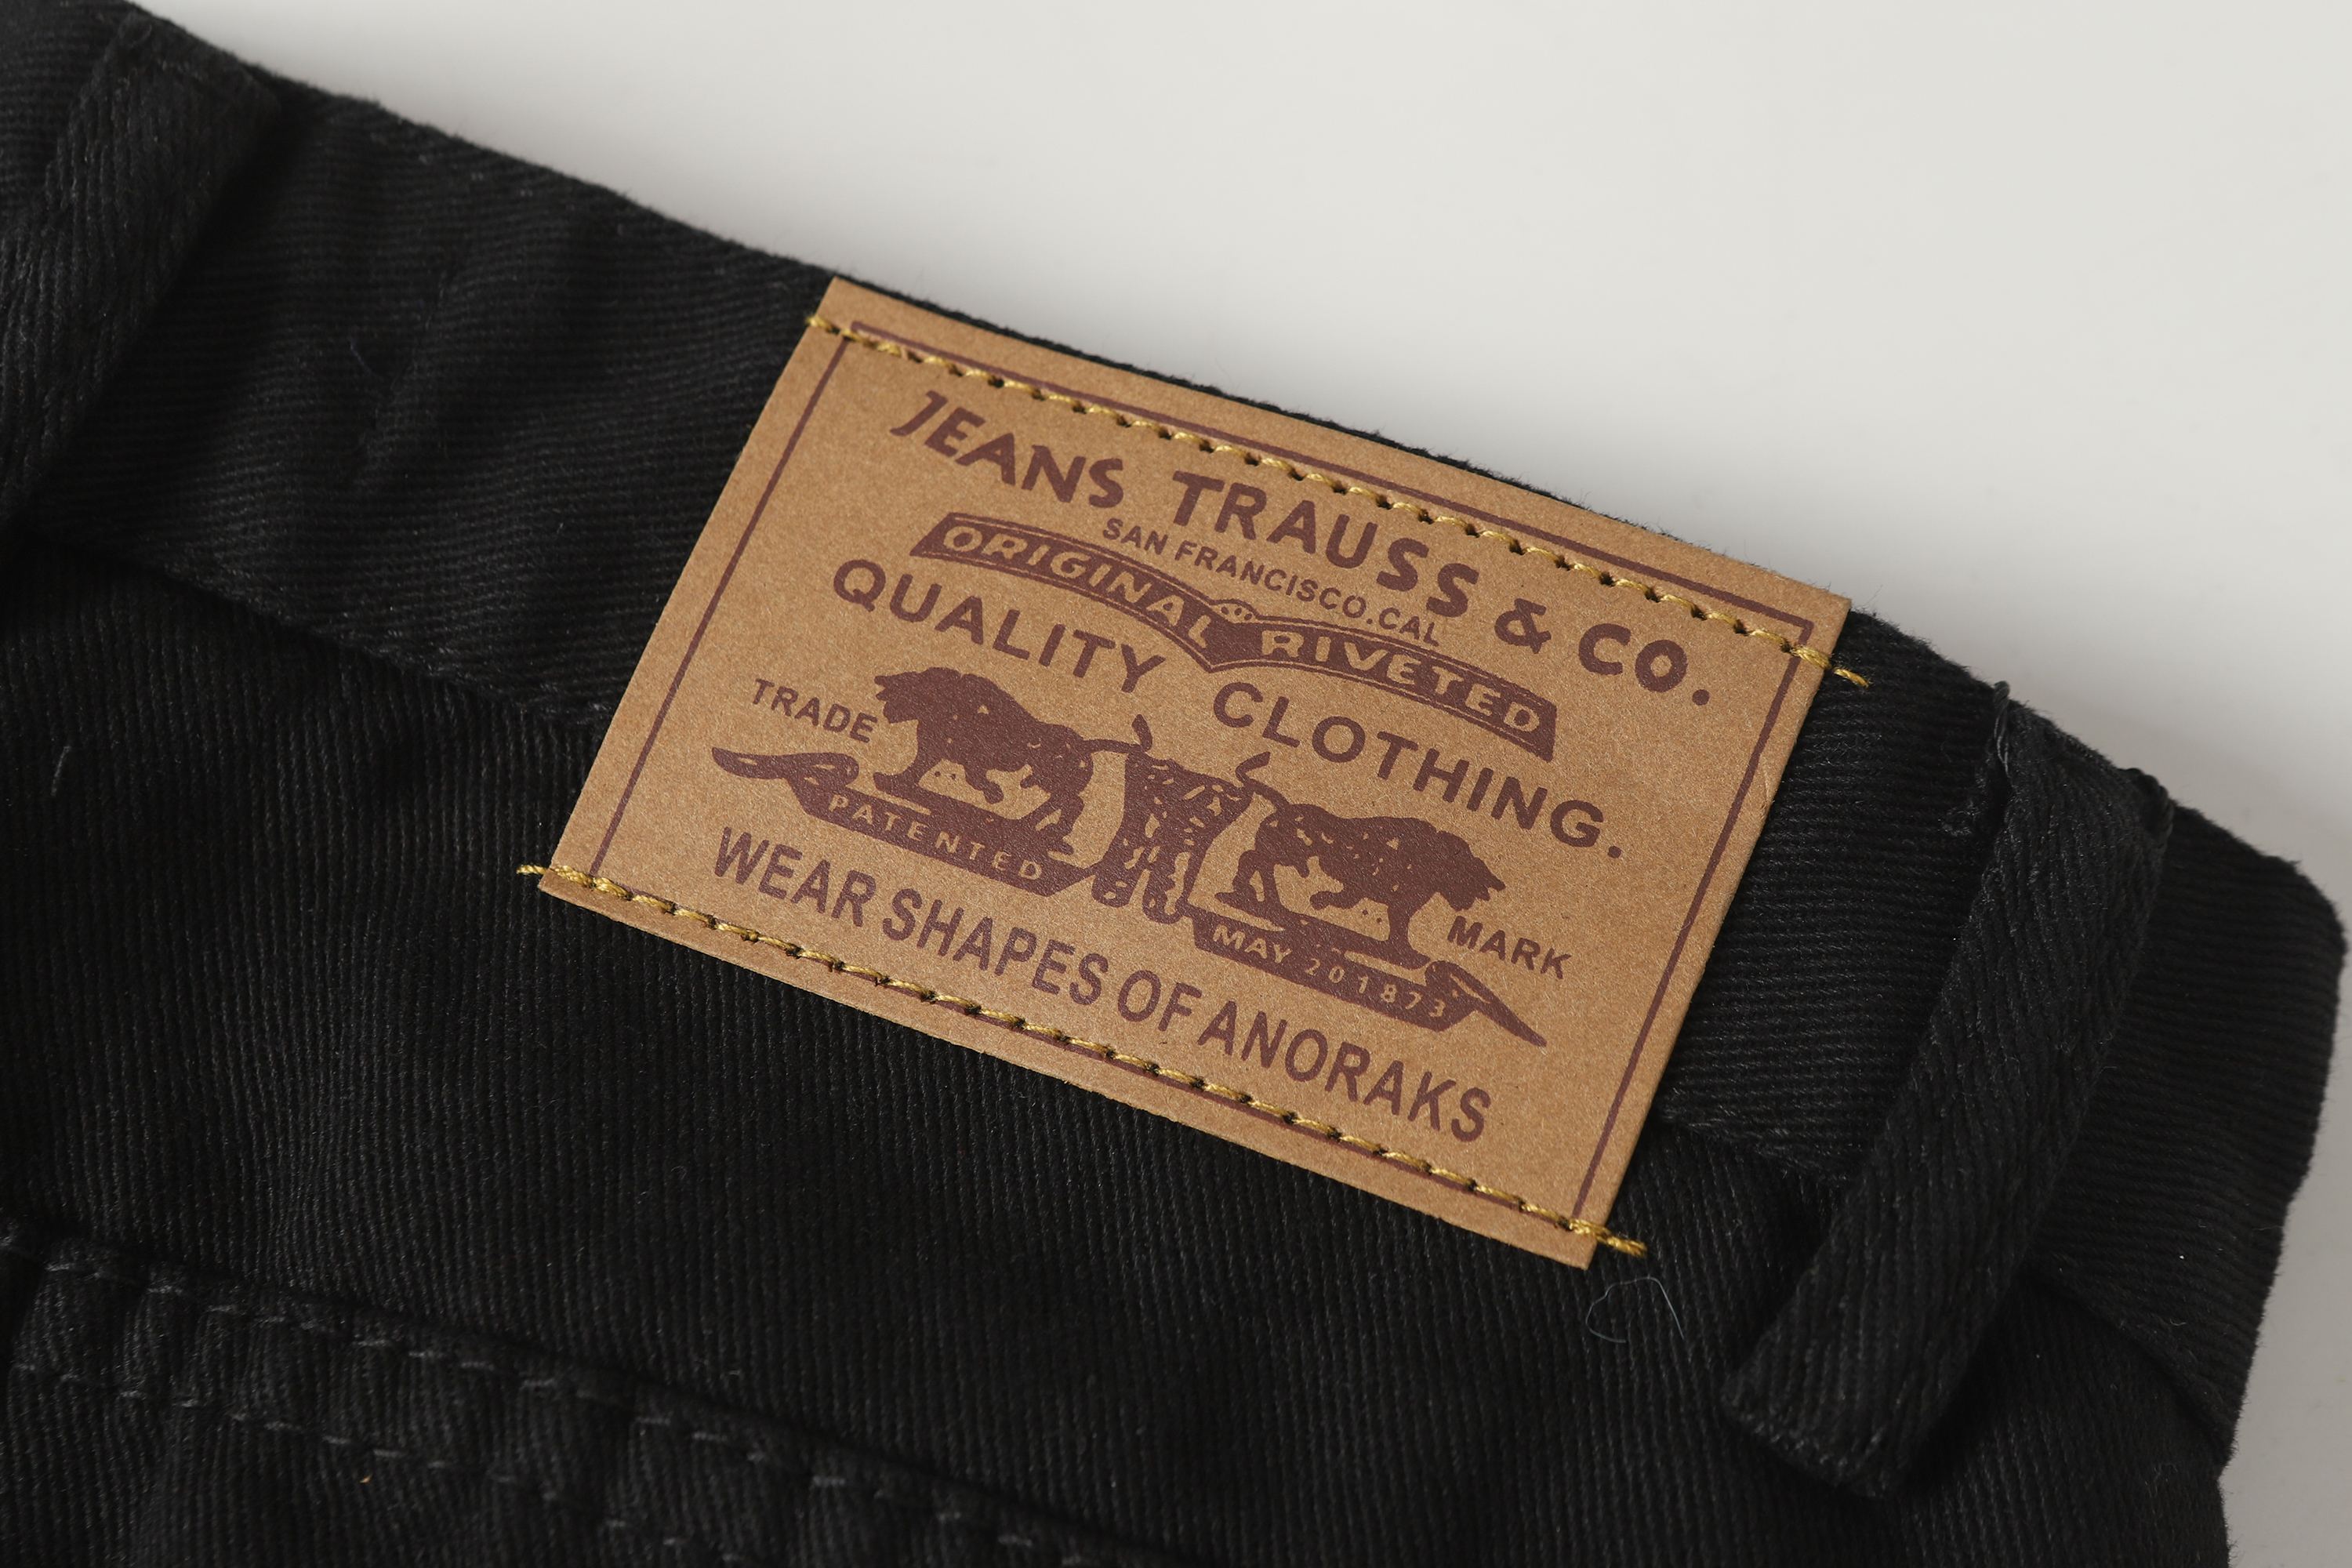 JEANS TRAUSS & CO.
SAN FRANCISCO.CAL
ORIGINAL RIVETED
QUALITY CLOTHING.
TRADE MARK
PATENTED MAY 20 1873
WEAR SHAPES OF ANORAKS